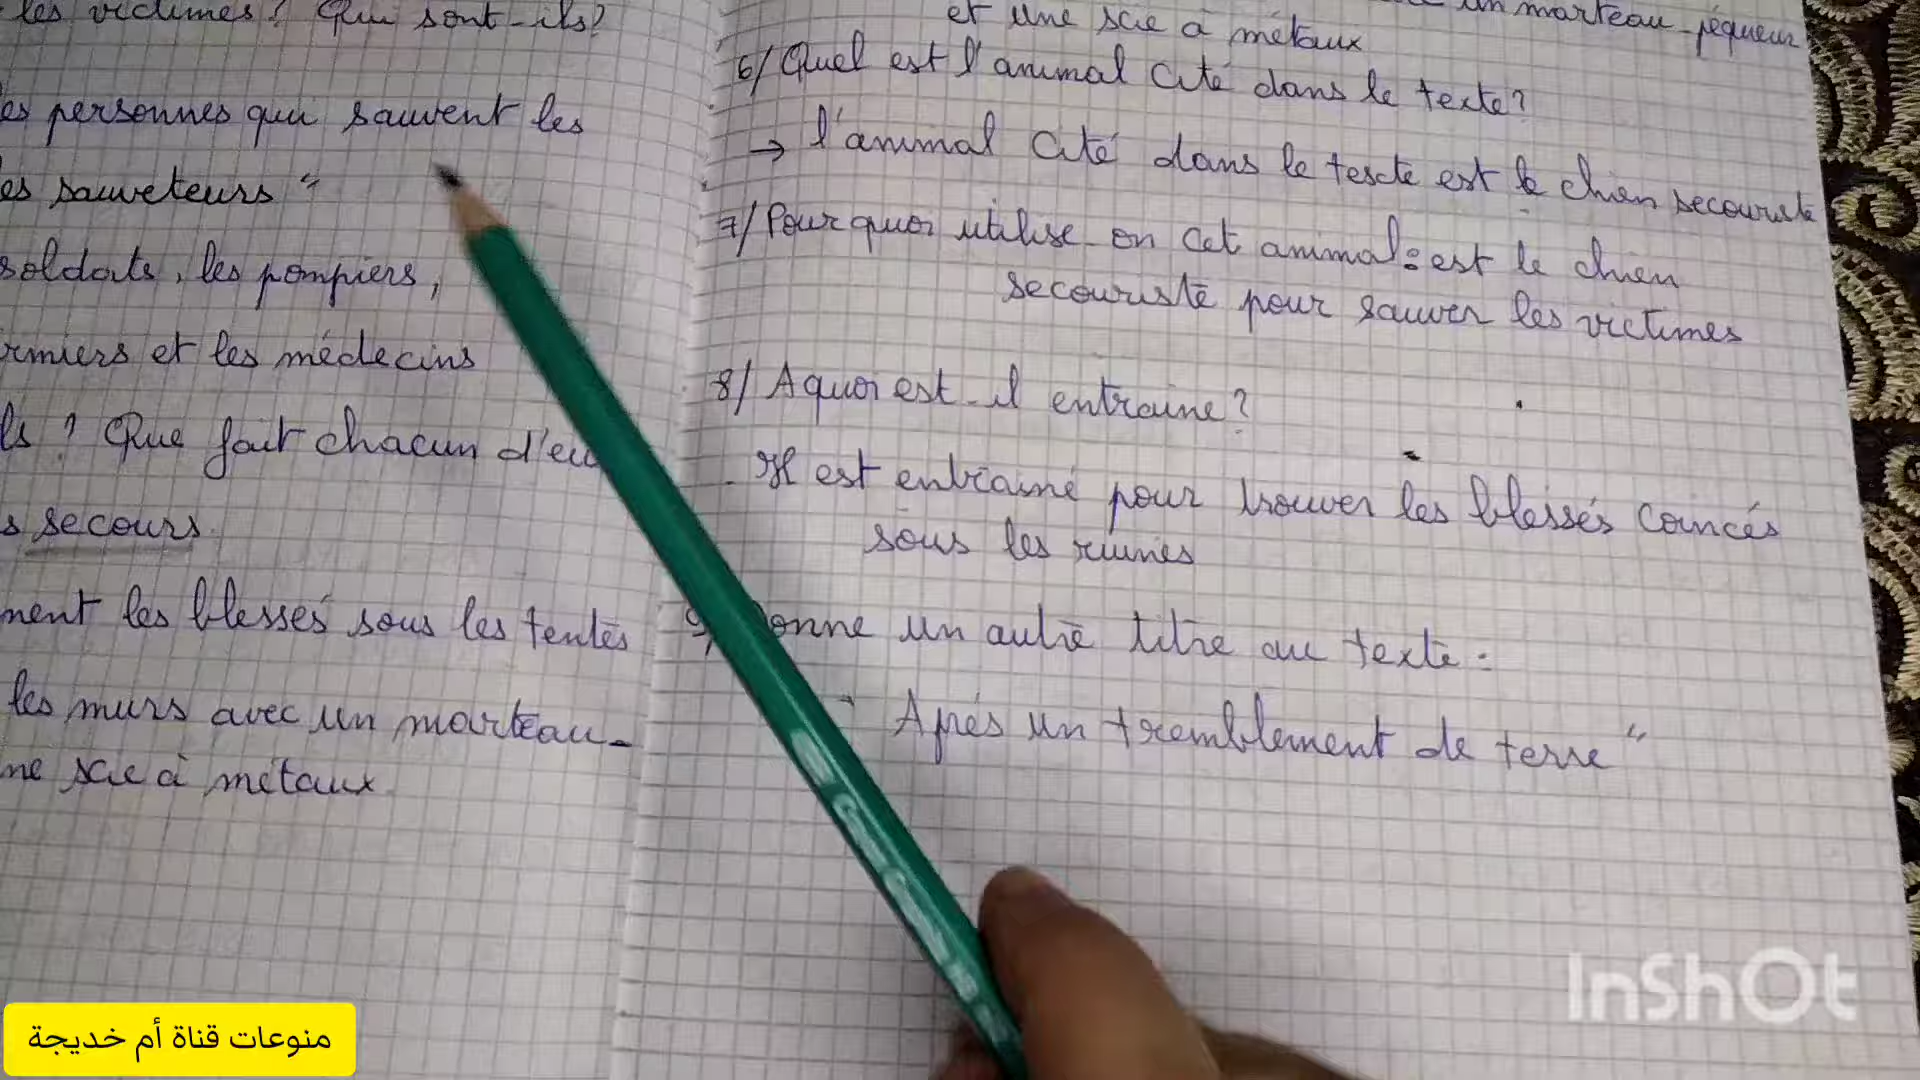 les victimes ? Qui sont-ils ?
es personnes qui sauvent les
es sauveteurs "
soldats, les pompiers,
rmiers et les médecins
ls ? Que fait chacun d'eu
s secours.
nent les blessés sous les tentes
les murs avec un marteau-
ne scie à métaux.
un marteau-piqueur
et une scie à métaux
6/ Quel est l'animal cité dans le texte ?
→ l'animal cité dans le texte est le chien secouriste
7/ Pourquoi utilise-on cet animal : est le chien
secouriste pour sauver les victimes
8/ A quoi est-il entraine ?
Il est entrainé pour trouver les blessés coincés
sous les ruines
9/ Donne un autre titre au texte :
" Aprés un tremblement de terre "
InShOt
منوعات قناة أم خديجة